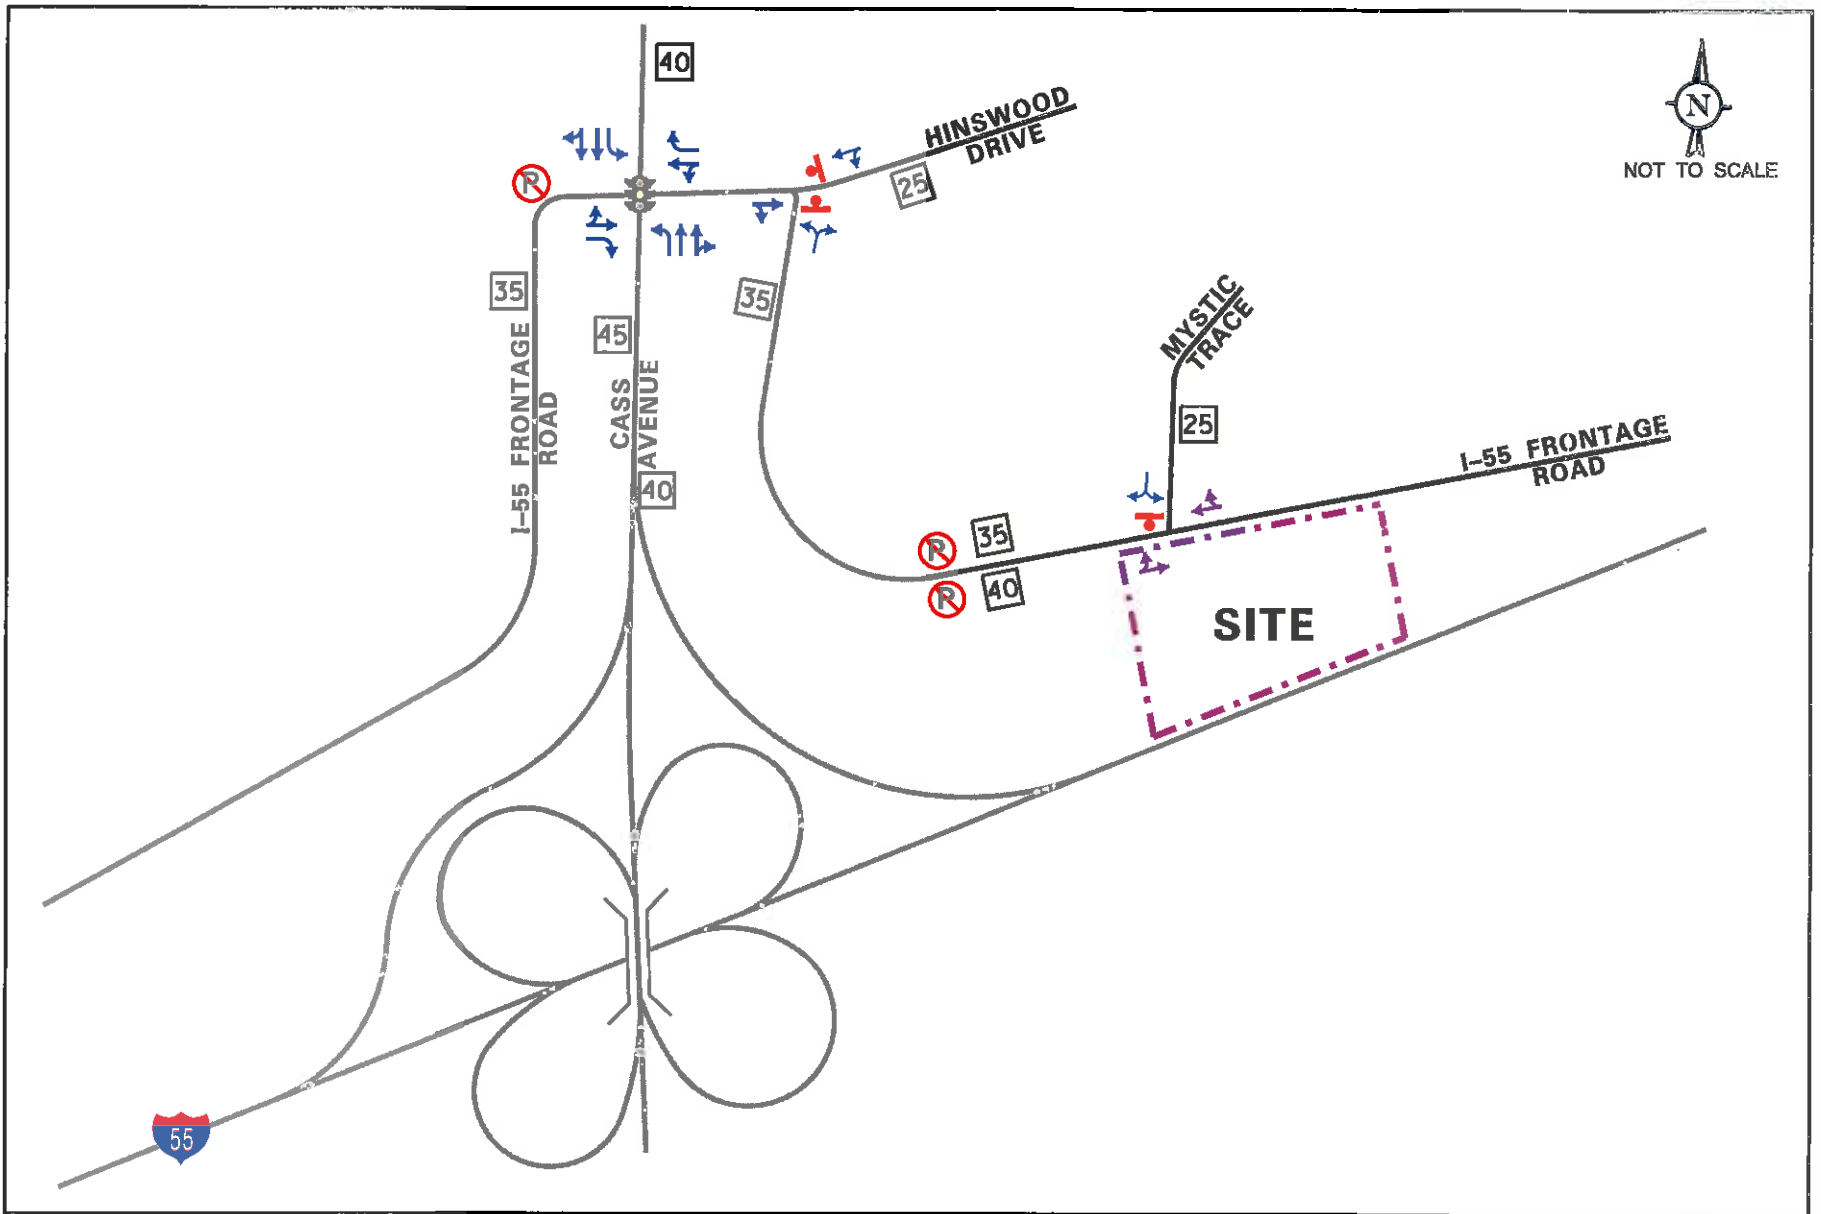 40
HINSWOOD
DRIVE
N
NOT TO SCALE
P
25
35
35
45
MYSTIC
TRACE
I-55 FRONTAGE
ROAD
CASS
AVENUE
25
I-55 FRONTAGE
ROAD
40
P
35
P
40
SITE
55